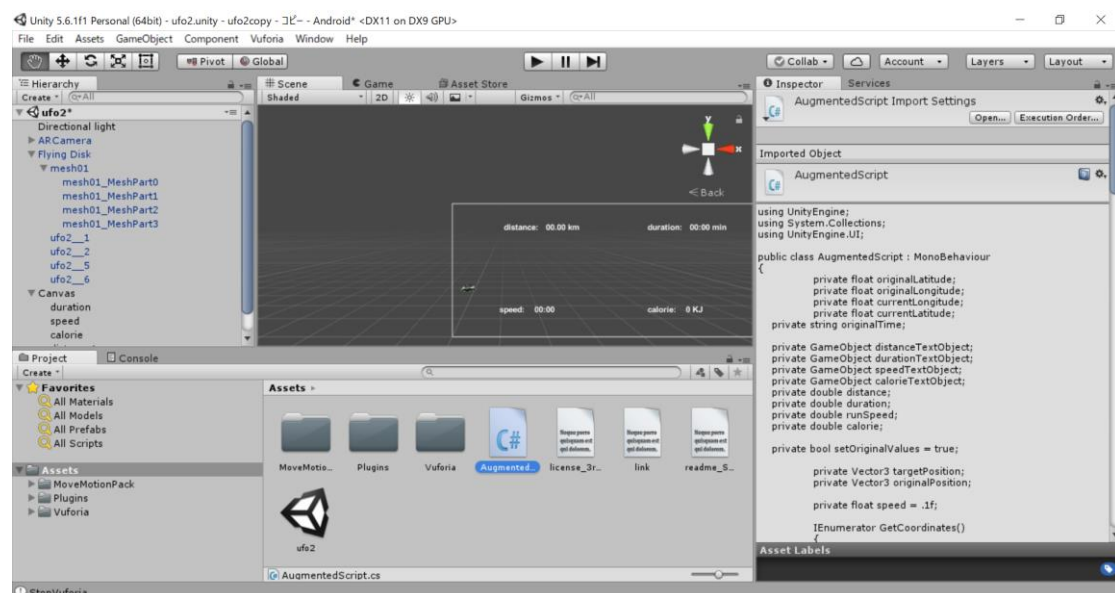 Unity 5.6.1f1 Personal (64bit) - ufo2.unity - ufo2copy - コピー - Android* <DX11 on DX9 GPU>
File Edit Assets GameObject Component Vuforia Window Help
Pivot Global Collab Account Layers Layout
Hierarchy
Create All
ufo2*
Directional light
ARCamera
Flying Disk
mesh01
mesh01_MeshPart0
mesh01_MeshPart1
mesh01_MeshPart2
mesh01_MeshPart3
ufo2__1
ufo2__2
ufo2__5
ufo2__6
Canvas
duration
speed
calorie
Scene Game Asset Store
Shaded 2D Gizmos All
y
x
Back
distance: 00.00 km duration: 00:00 min
speed: 00:00 calorie: 0 KJ
Project Console
Create
Favorites
All Materials
All Models
All Prefabs
All Scripts
Assets
MoveMotionPack
Plugins
Vuforia
Assets
C#
MoveMotio... Plugins Vuforia Augmented... license_3r... link readme_S...
ufo2
AugmentedScript.cs
Inspector Services
AugmentedScript Import Settings
Open... Execution Order...
Imported Object
AugmentedScript
using UnityEngine;
using System.Collections;
using UnityEngine.UI;
public class AugmentedScript : MonoBehaviour
{
private float originalLatitude;
private float originalLongitude;
private float currentLongitude;
private float currentLatitude;
private string originalTime;
private GameObject distanceTextObject;
private GameObject durationTextObject;
private GameObject speedTextObject;
private GameObject calorieTextObject;
private double distance;
private double duration;
private double runSpeed;
private double calorie;
private bool setOriginalValues = true;
private Vector3 targetPosition;
private Vector3 originalPosition;
private float speed = .1f;
IEnumerator GetCoordinates()
{
Asset Labels
StopVuforia